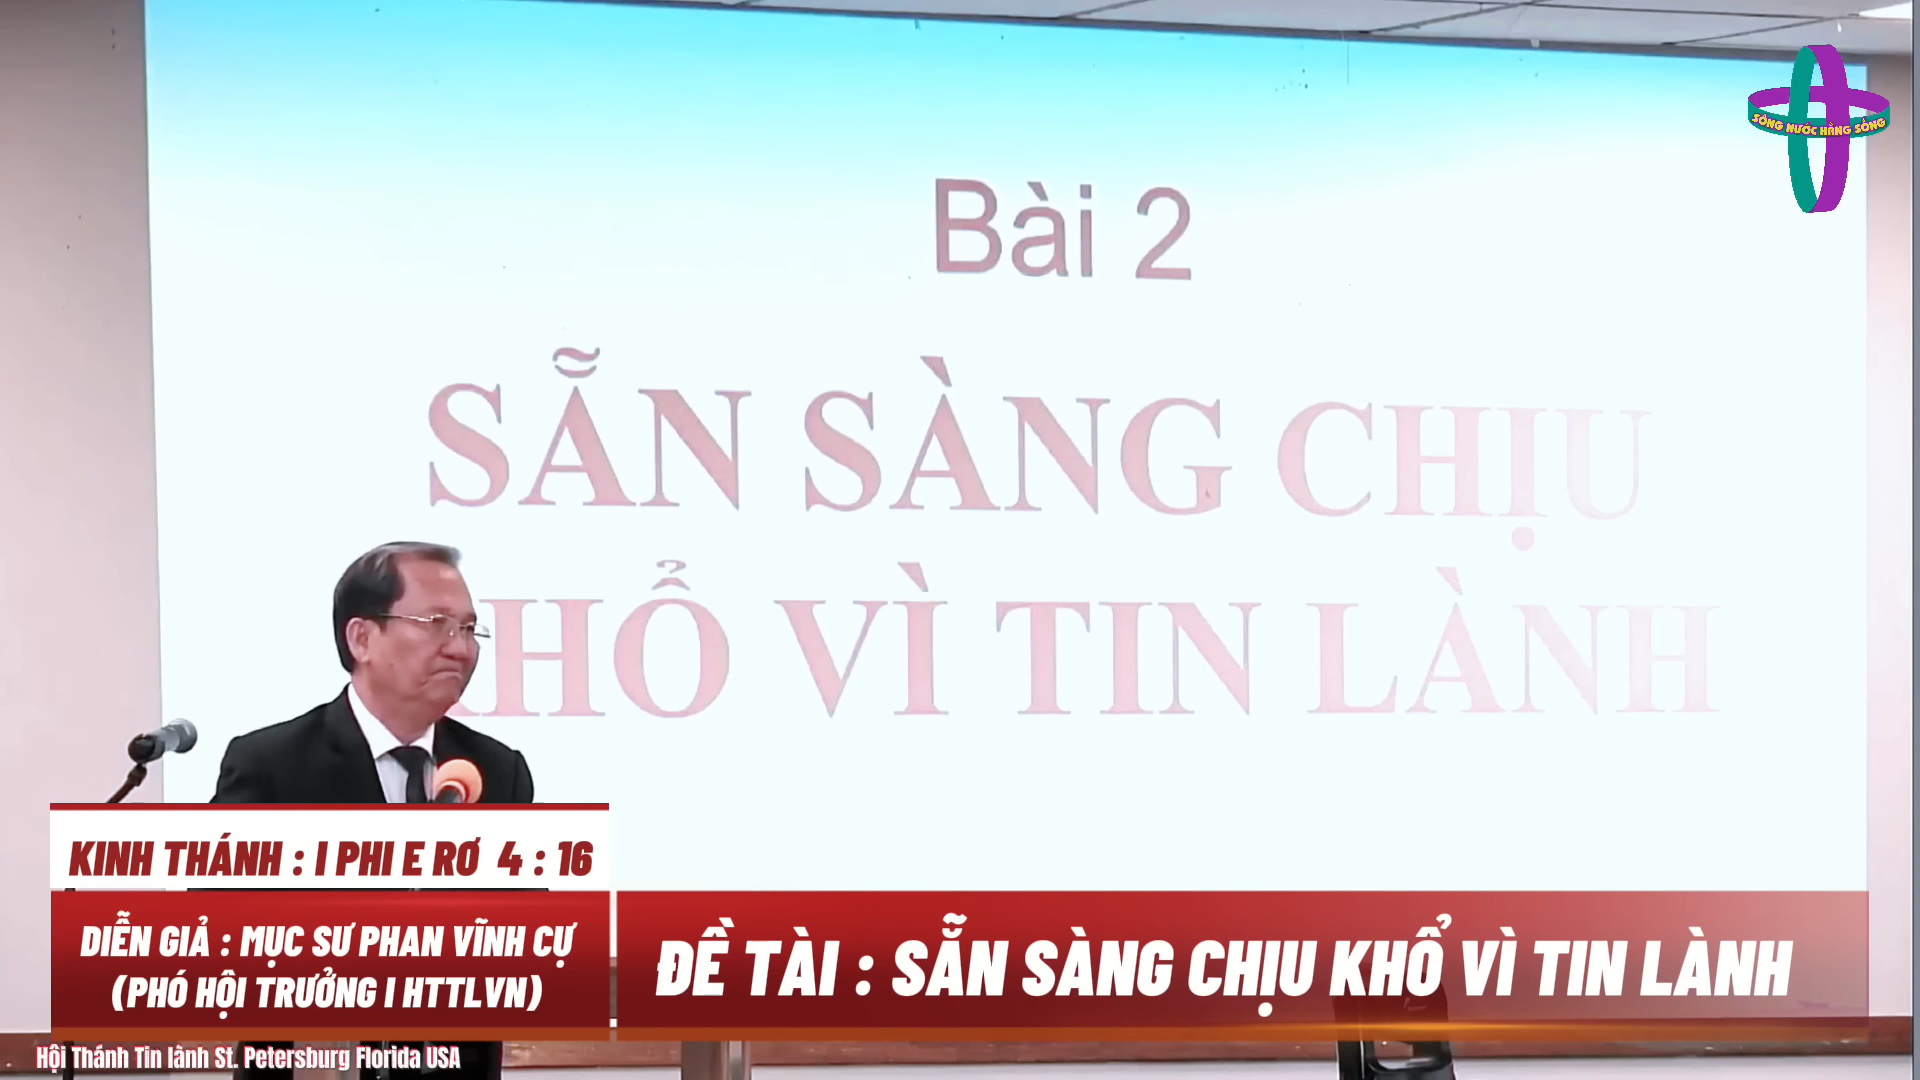 SÔNG NƯỚC HẰNG SỐNG
Bài 2
SẴN SÀNG CHỊU
KHỔ VÌ TIN LÀNH
KINH THÁNH : I PHI E RƠ 4 : 16
DIỄN GIẢ : MỤC SƯ PHAN VĨNH CỰ
(PHÓ HỘI TRƯỞNG I HTTLVN)
ĐỀ TÀI : SẴN SÀNG CHỊU KHỔ VÌ TIN LÀNH
Hội Thánh Tin lành St. Petersburg Florida USA